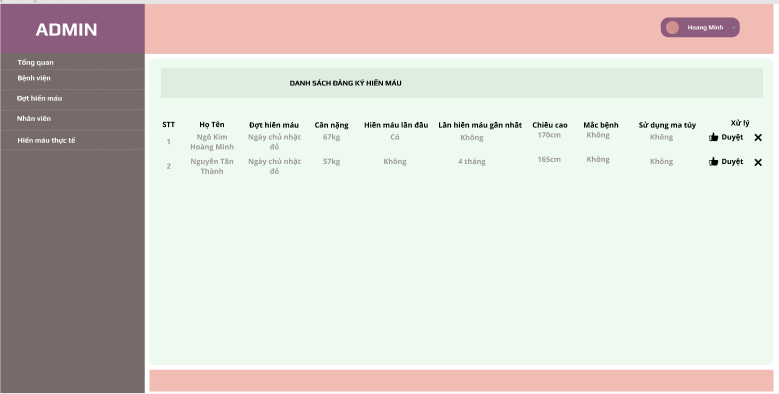 ADMIN
Hoang Minh
Tổng quan
Bệnh viện
Đợt hiến máu
Nhân viên
Hiến máu thực tế
DANH SÁCH ĐĂNG KÝ HIẾN MÁU
STT Họ Tên Đợt hiến máu Cân nặng Hiến máu lần đầu Lần hiến máu gần nhất Chiều cao Mắc bệnh Sử dụng ma túy Xử lý
1 Ngô Kim Hoàng Minh Ngày chủ nhật đỏ 67kg Có Không 170cm Không Không Duyệt
2 Nguyễn Tấn Thành Ngày chủ nhật đỏ 57kg Không 4 tháng 165cm Không Không Duyệt